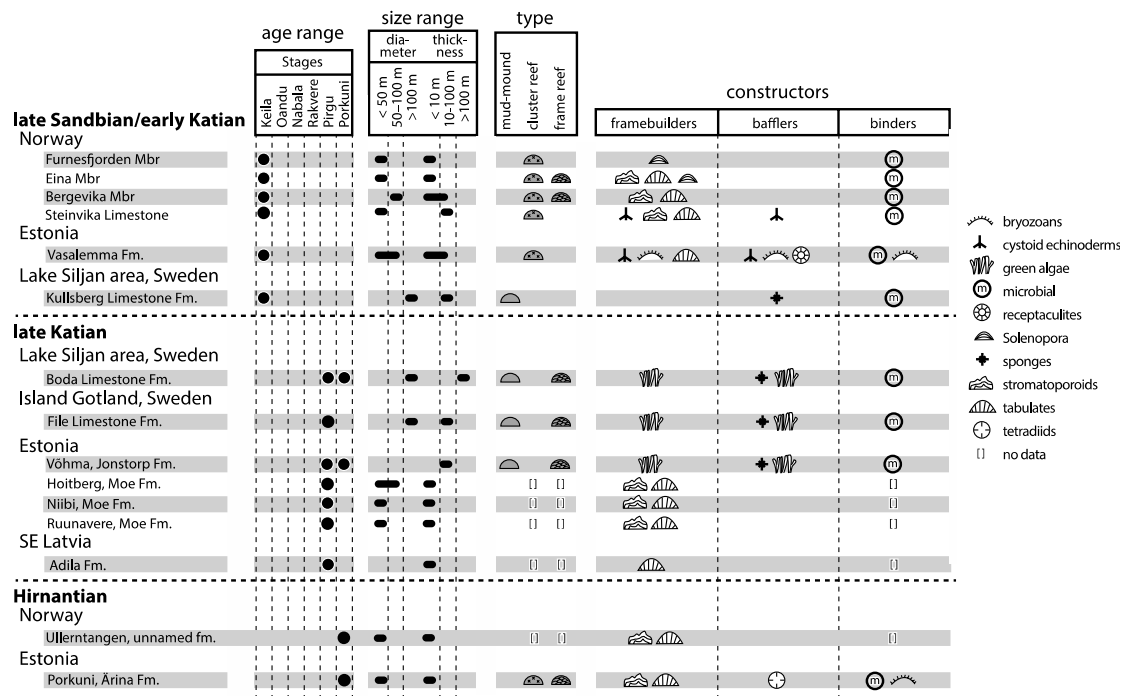 age range
size range
type
Stages
dia-
meter
thick-
ness
Keila
Oandu
Nabala
Rakvere
Pirgu
Porkuni
< 50 m
50–100 m
>100 m
< 10 m
10-100 m
>100 m
mud-mound
cluster reef
frame reef
constructors
framebuilders
bafflers
binders
late Sandbian/early Katian
Norway
Furnesfjorden Mbr
m
Eina Mbr
m
Bergevika Mbr
m
Steinvika Limestone
m
Estonia
Vasalemma Fm.
m
Lake Siljan area, Sweden
Kullsberg Limestone Fm.
m
late Katian
Lake Siljan area, Sweden
Boda Limestone Fm.
m
Island Gotland, Sweden
File Limestone Fm.
m
Estonia
Võhma, Jonstorp Fm.
m
Hoitberg, Moe Fm.
[ ] [ ] [ ]
Niibi, Moe Fm.
[ ] [ ] [ ]
Ruunavere, Moe Fm.
[ ] [ ] [ ]
SE Latvia
Adila Fm.
[ ] [ ] [ ]
Hirnantian
Norway
Ullerntangen, unnamed fm.
[ ] [ ] [ ]
Estonia
Porkuni, Ärina Fm.
m
bryozoans
cystoid echinoderms
green algae
m microbial
receptaculites
Solenopora
sponges
stromatoporoids
tabulates
tetradiids
[ ] no data